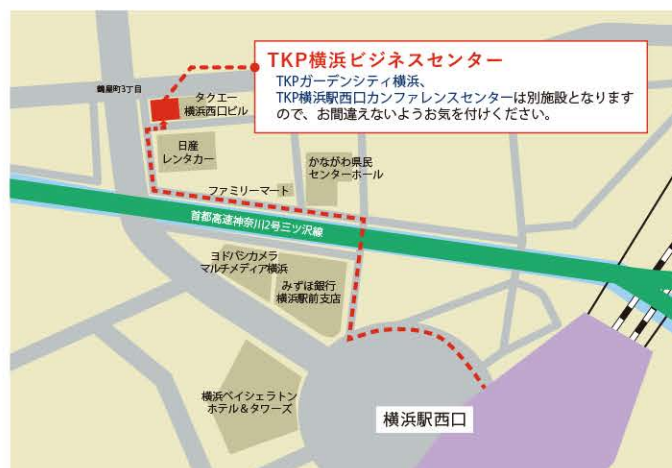 TKP横浜ビジネスセンター
TKPガーデンシティ横浜、
TKP横浜駅西口カンファレンスセンターは別施設となります
ので、お間違えないようお気を付けください。
鶴屋町3丁目
タクエー
横浜西口ビル
日産
レンタカー
かながわ県民
センターホール
ファミリーマート
首都高速神奈川2号三ツ沢線
ヨドバシカメラ
マルチメディア横浜
みずほ銀行
横浜駅前支店
横浜ベイシェラトン
ホテル&タワーズ
横浜駅西口